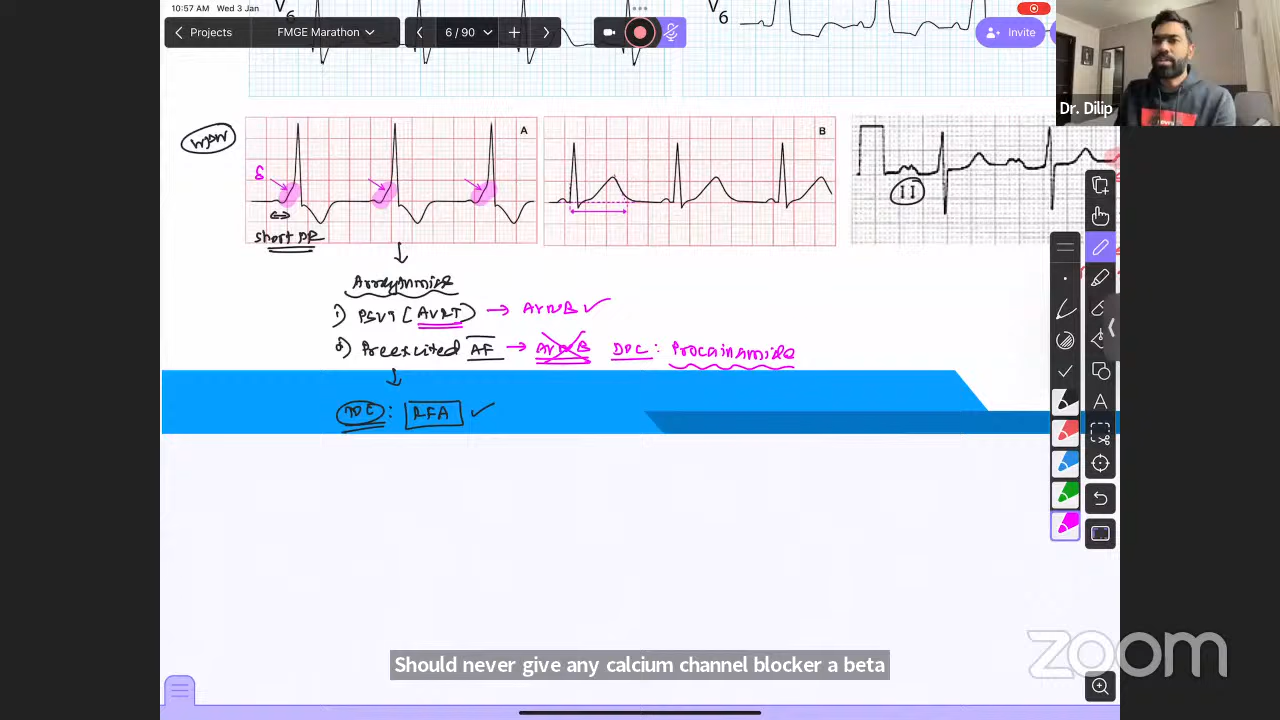 10:57 AM Wed 3 Jan
V6
V6
Projects
FMGE Marathon
6 / 90
Invite
Dr. Dilip
WPW
A
B
δ
II
Short PR
Arrhythmias
1) PSVT [AVRT) → AVNB ✓
2) Preexcited AF → AVNB DOC: Procainamide
TOC: RFA ✓
A
Should never give any calcium channel blocker a beta
zoom